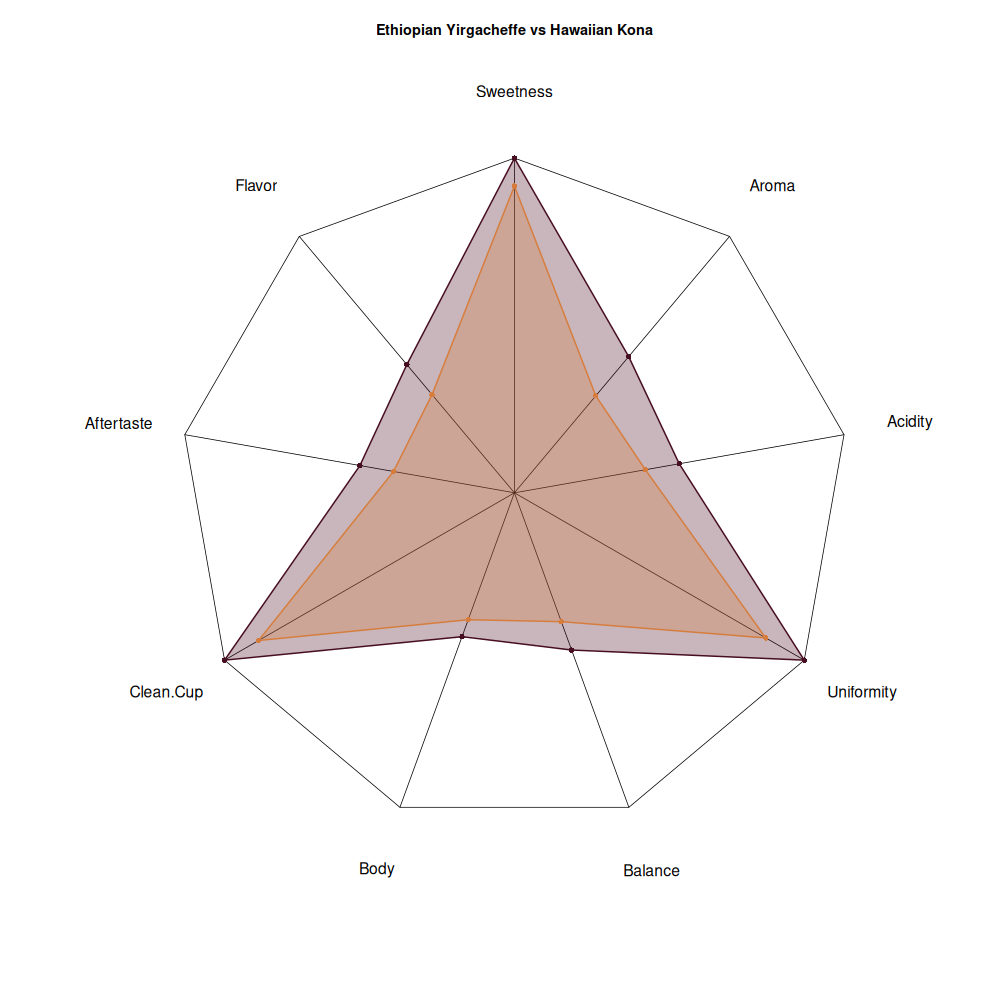 Ethiopian Yirgacheffe vs Hawaiian Kona
Sweetness
Flavor
Aroma
Aftertaste
Acidity
Clean.Cup
Uniformity
Body
Balance